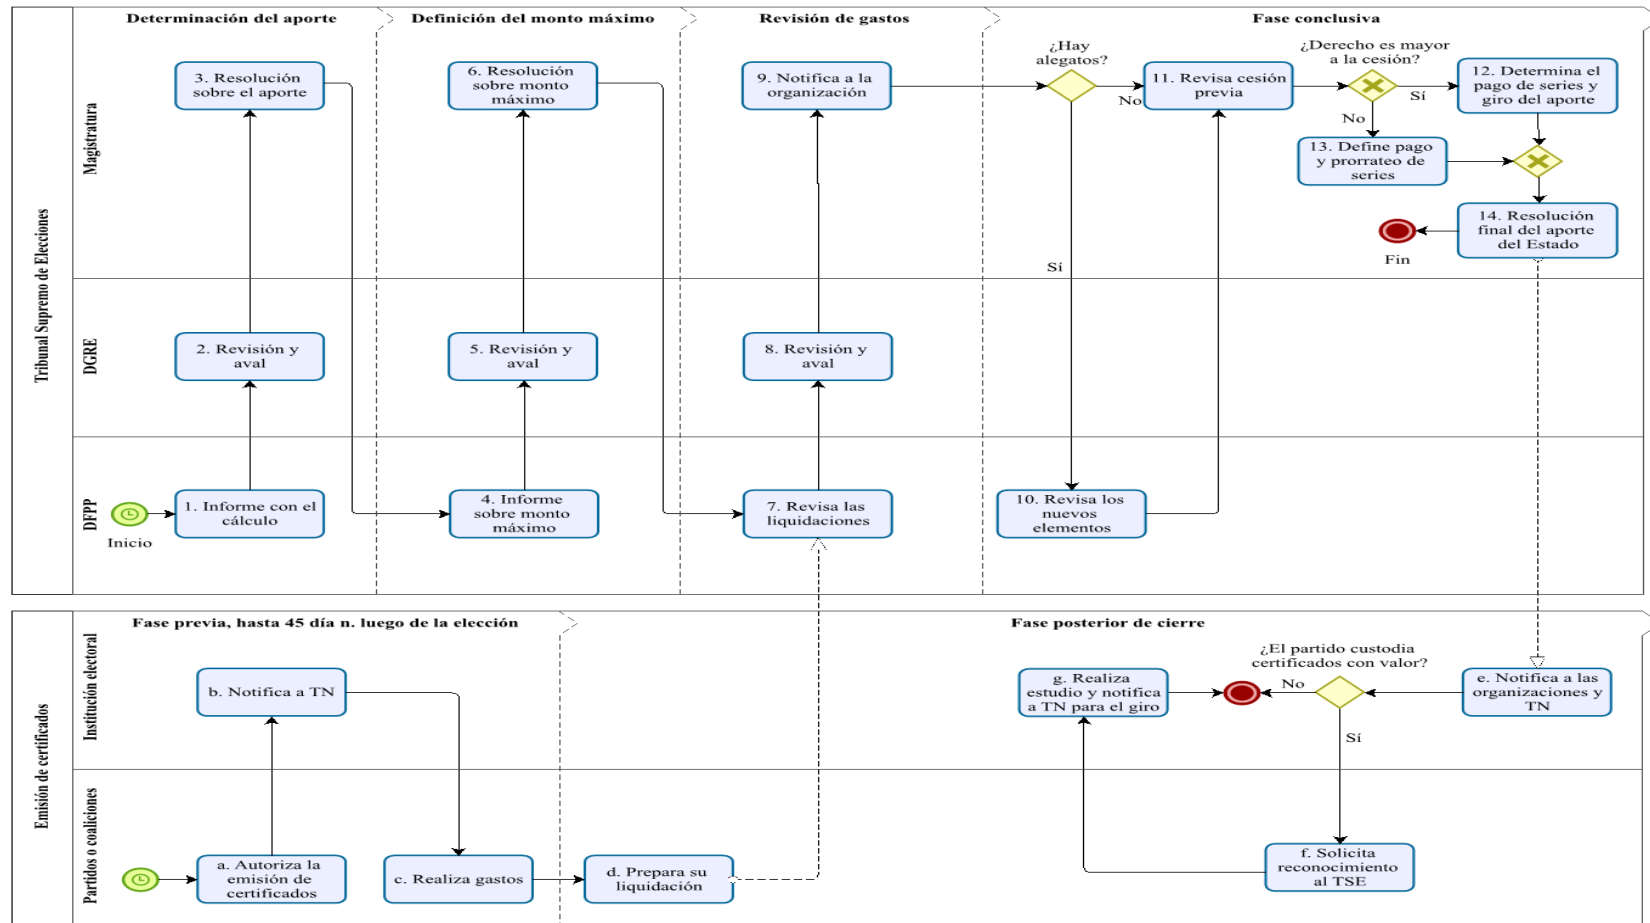 Tribunal Supremo de Elecciones
Determinación del aporte
Definición del monto máximo
Revisión de gastos
Fase conclusiva
Magistratura
3. Resolución
sobre el aporte
6. Resolución
sobre monto
máximo
9. Notifica a la
organización
¿Hay
alegatos?
No
Sí
11. Revisa cesión
previa
¿Derecho es mayor
a la cesión?
Sí
No
12. Determina el
pago de series y
giro del aporte
13. Define pago
y prorrateo de
series
14. Resolución
final del aporte
del Estado
Fin
DGRE
2. Revisión y
aval
5. Revisión y
aval
8. Revisión y
aval
DFPP
Inicio
1. Informe con el
cálculo
4. Informe
sobre monto
máximo
7. Revisa las
liquidaciones
10. Revisa los
nuevos
elementos
Emisión de certificados
Fase previa, hasta 45 día n. luego de la elección
Fase posterior de cierre
Institución electoral
b. Notifica a TN
g. Realiza
estudio y notifica
a TN para el giro
No
¿El partido custodia
certificados con valor?
Sí
e. Notifica a las
organizaciones y
TN
Partidos o coaliciones
a. Autoriza la
emisión de
certificados
c. Realiza gastos
d. Prepara su
liquidación
f. Solicita
reconocimiento
al TSE